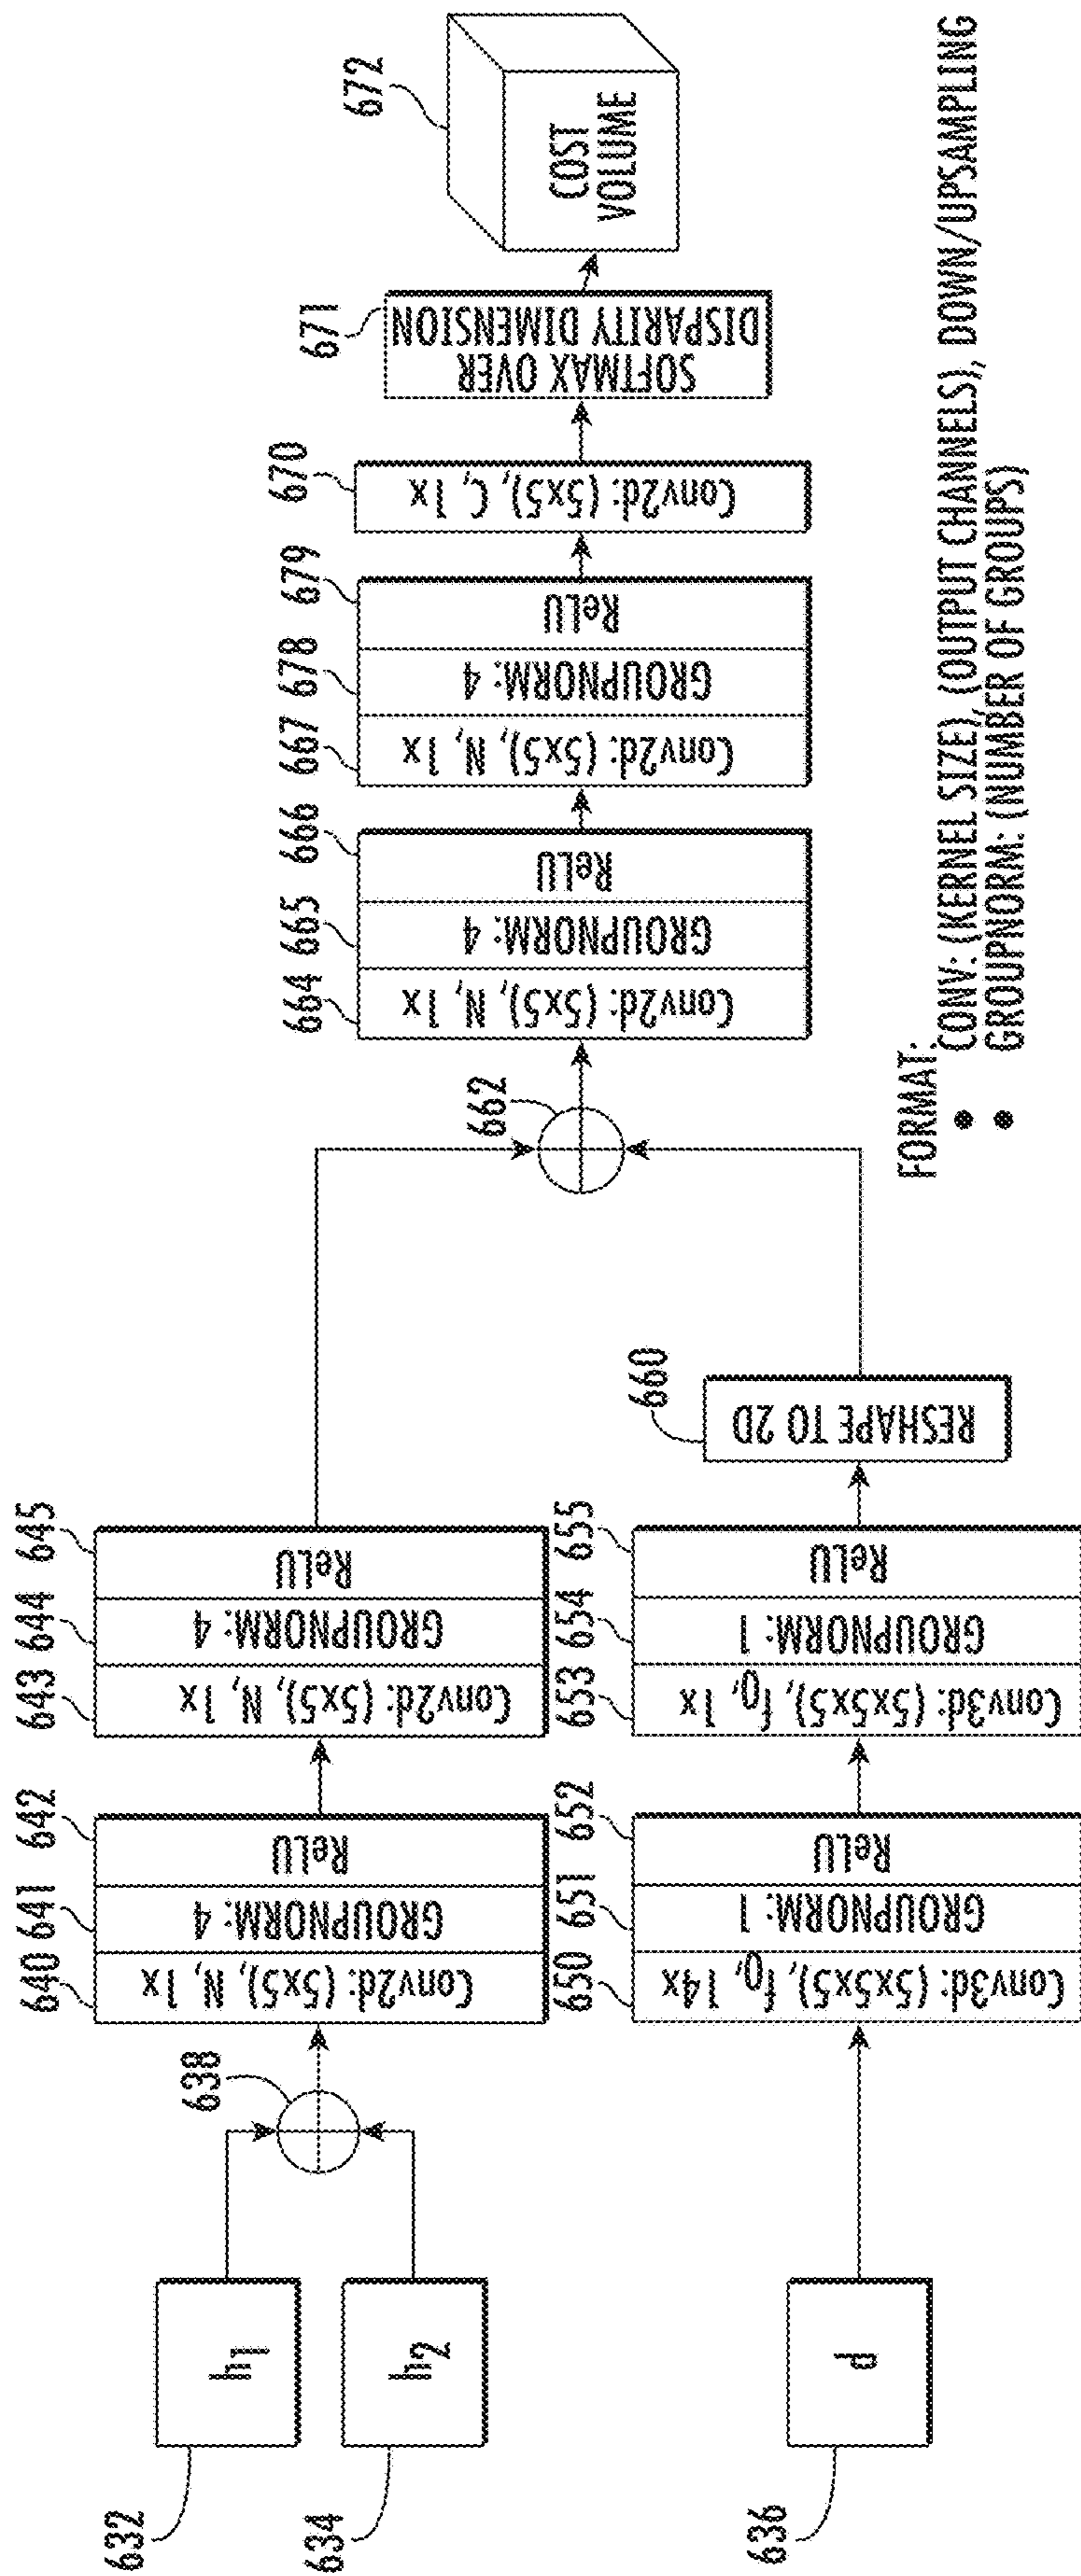 632
h1
634
h2
636
d
638
640
641
642
Conv2d: (5x5), N, 1x
GROUPNORM: 4
ReLU
643
644
645
Conv2d: (5x5), N, 1x
GROUPNORM: 4
ReLU
650
651
652
Conv3d: (5x5x5), f0, 14x
GROUPNORM: 1
ReLU
653
654
655
Conv3d: (5x5x5), f0, 1x
GROUPNORM: 1
ReLU
660
RESHAPE TO 2D
662
664
665
666
Conv2d: (5x5), N, 1x
GROUPNORM: 4
ReLU
667
678
679
Conv2d: (5x5), N, 1x
GROUPNORM: 4
ReLU
670
Conv2d: (5x5), C, 1x
671
SOFTMAX OVER
DISPARITY DIMENSION
672
COST
VOLUME
FORMAT:
● CONV: (KERNEL SIZE), (OUTPUT CHANNELS), DOWN/UPSAMPLING
● GROUPNORM: (NUMBER OF GROUPS)